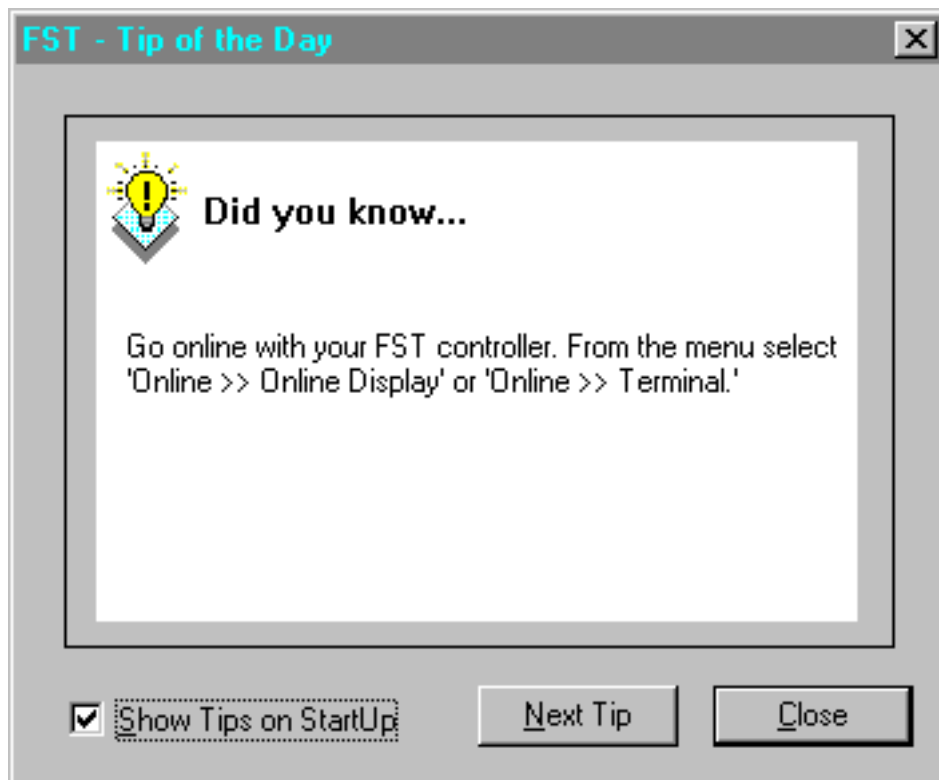 FST - Tip of the Day
Did you know...
Go online with your FST controller. From the menu select
'Online >> Online Display' or 'Online >> Terminal.'
Show Tips on StartUp
Next Tip
Close